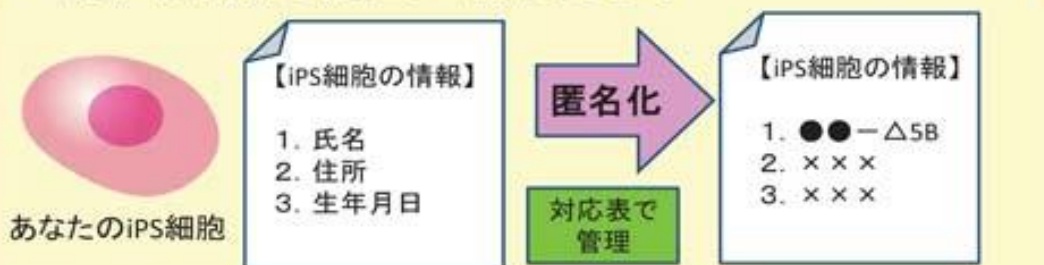 あなたのiPS細胞
【iPS細胞の情報】
1. 氏名
2. 住所
3. 生年月日
匿名化
対応表で
管理
【iPS細胞の情報】
1. ●●－△5B
2. ×××
3. ×××